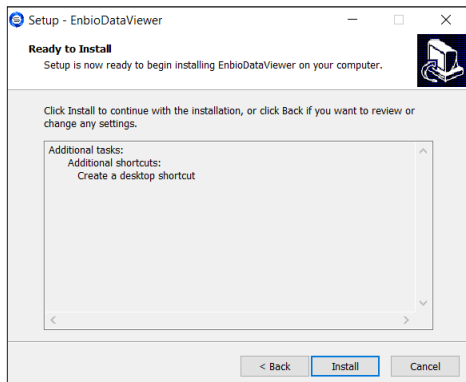 Setup - EnbioDataViewer
Ready to Install
Setup is now ready to begin installing EnbioDataViewer on your computer.
Click Install to continue with the installation, or click Back if you want to review or
change any settings.
Additional tasks:
Additional shortcuts:
Create a desktop shortcut
< Back
Install
Cancel